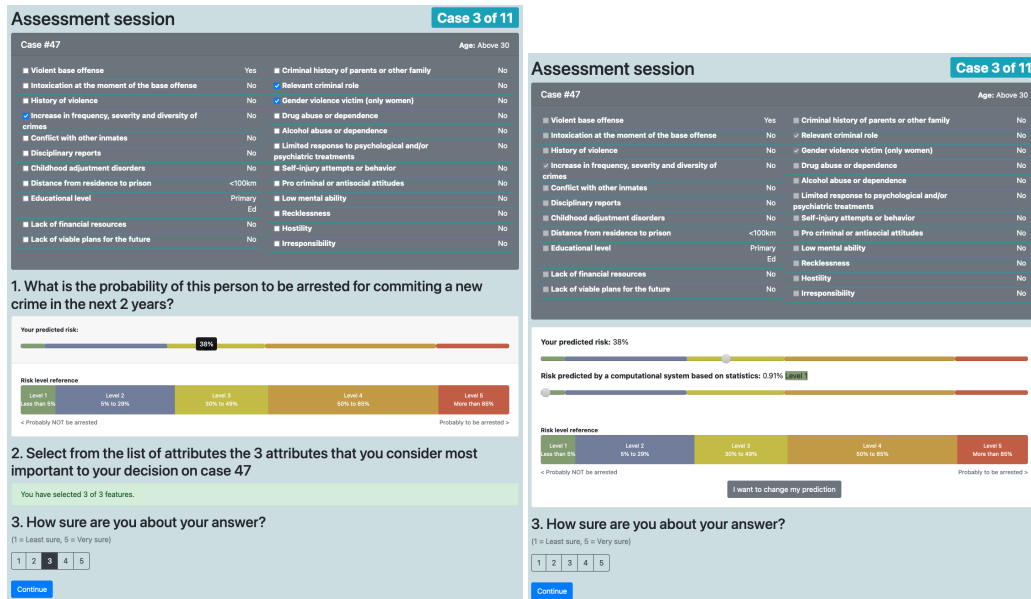 Assessment session
Case 3 of 11
Case #47
Age: Above 30
Violent base offense Yes
Intoxication at the moment of the base offense No
History of violence No
Increase in frequency, severity and diversity of No
crimes
Conflict with other inmates No
Disciplinary reports No
Childhood adjustment disorders No
Distance from residence to prison <100km
Educational level Primary
Ed
Lack of financial resources No
Lack of viable plans for the future No
Criminal history of parents or other family No
Relevant criminal role No
Gender violence victim (only women) No
Drug abuse or dependence No
Alcohol abuse or dependence No
Limited response to psychological and/or No
psychiatric treatments
Self-injury attempts or behavior No
Pro criminal or antisocial attitudes No
Low mental ability No
Recklessness No
Hostility No
Irresponsibility No
1. What is the probability of this person to be arrested for commiting a new
crime in the next 2 years?
Your predicted risk:
38%
Risk level reference
Level 1 Level 2 Level 3 Level 4 Level 5
Less than 5% 5% to 29% 30% to 49% 50% to 85% More than 85%
< Probably NOT be arrested Probably to be arrested >
2. Select from the list of attributes the 3 attributes that you consider most
important to your decision on case 47
You have selected 3 of 3 features.
3. How sure are you about your answer?
(1 = Least sure, 5 = Very sure)
1 2 3 4 5
Continue
Assessment session
Case 3 of 11
Case #47
Age: Above 30
Violent base offense Yes
Intoxication at the moment of the base offense No
History of violence No
Increase in frequency, severity and diversity of No
crimes
Conflict with other inmates No
Disciplinary reports No
Childhood adjustment disorders No
Distance from residence to prison <100km
Educational level Primary
Ed
Lack of financial resources No
Lack of viable plans for the future No
Criminal history of parents or other family No
Relevant criminal role No
Gender violence victim (only women) No
Drug abuse or dependence No
Alcohol abuse or dependence No
Limited response to psychological and/or No
psychiatric treatments
Self-injury attempts or behavior No
Pro criminal or antisocial attitudes No
Low mental ability No
Recklessness No
Hostility No
Irresponsibility No
Your predicted risk: 38%
Risk predicted by a computational system based on statistics: 0.91% Level 1
Risk level reference
Level 1 Level 2 Level 3 Level 4 Level 5
Less than 5% 5% to 29% 30% to 49% 50% to 85% More than 85%
< Probably NOT be arrested Probably to be arrested >
I want to change my prediction
3. How sure are you about your answer?
(1 = Least sure, 5 = Very sure)
1 2 3 4 5
Continue